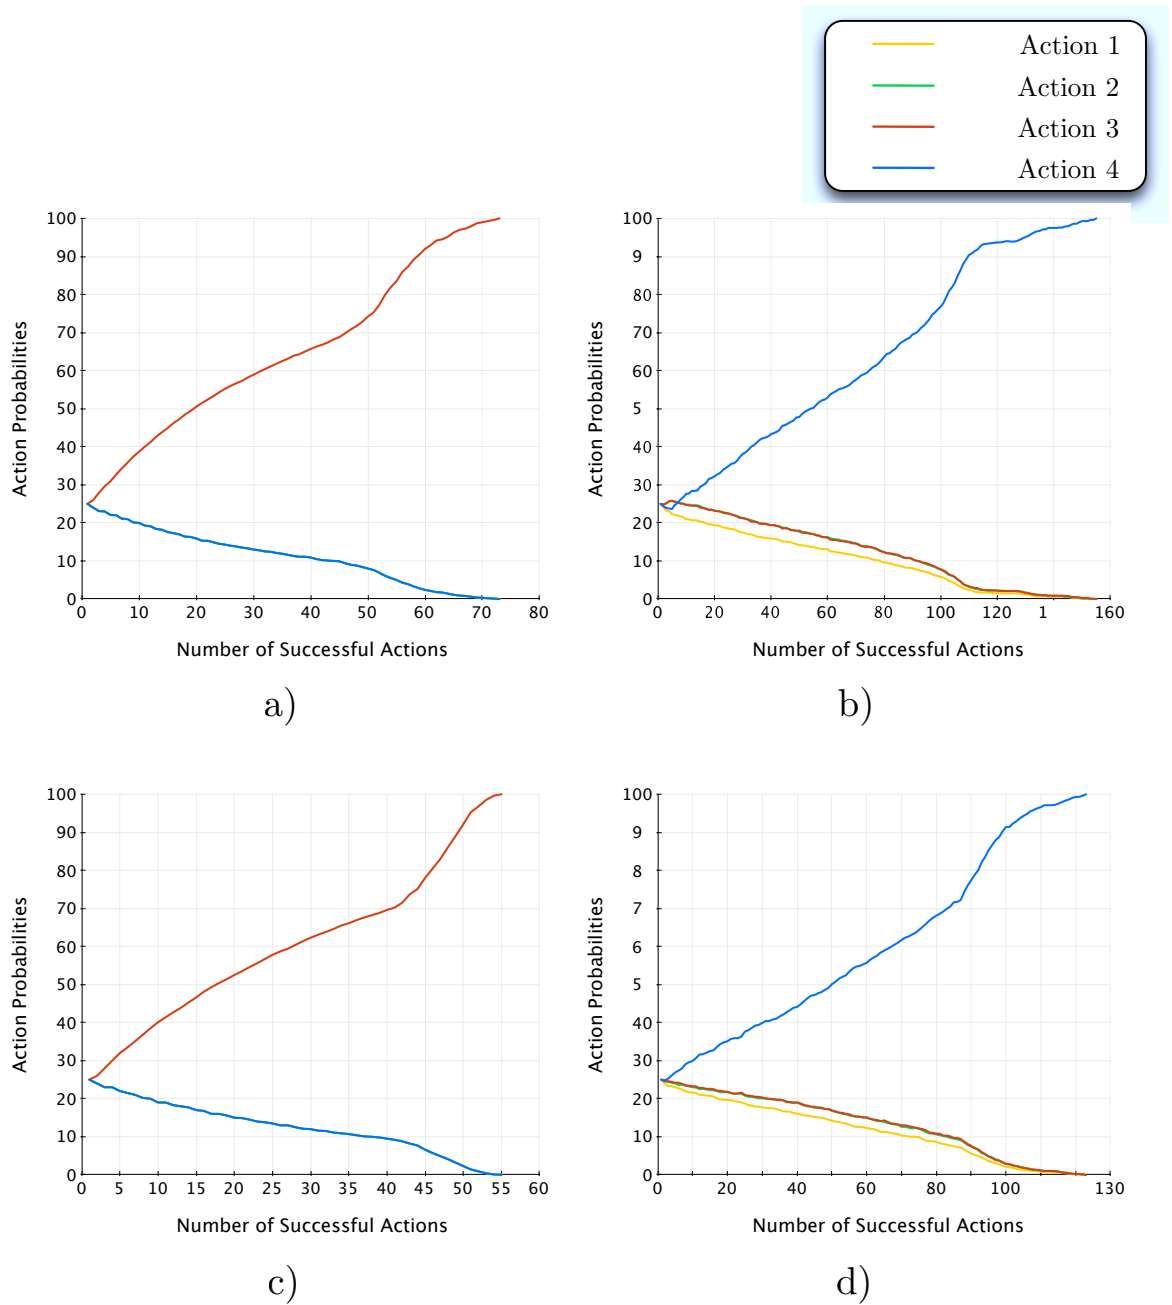 Action 1
Action 2
Action 3
Action 4
100
90
80
70
60
50
40
30
20
10
0
0 10 20 30 40 50 60 70 80
Action Probabilities
Number of Successful Actions
a)
100
9
80
70
60
5
40
30
20
10
0
0 20 40 60 80 100 120 1 160
Action Probabilities
Number of Successful Actions
b)
100
90
80
70
60
50
40
30
20
10
0
0 5 10 15 20 25 30 35 40 45 50 55 60
Action Probabilities
Number of Successful Actions
c)
100
9
8
7
6
5
40
30
20
10
0
0 20 40 60 80 100 130
Action Probabilities
Number of Successful Actions
d)